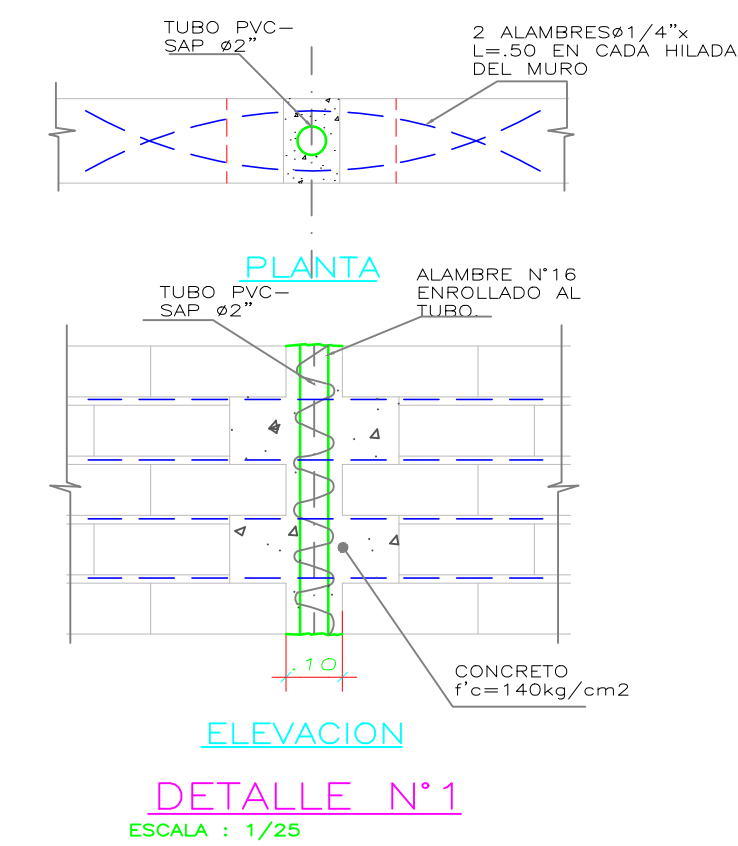 TUBO PVC-
SAP ø2"
2 ALAMBRESø1/4"x
L=.50 EN CADA HILADA
DEL MURO
PLANTA
TUBO PVC-
SAP ø2"
ALAMBRE N°16
ENROLLADO AL
TUBO.
.10
CONCRETO
f'c=140kg/cm2
ELEVACION
DETALLE N°1
ESCALA : 1/25